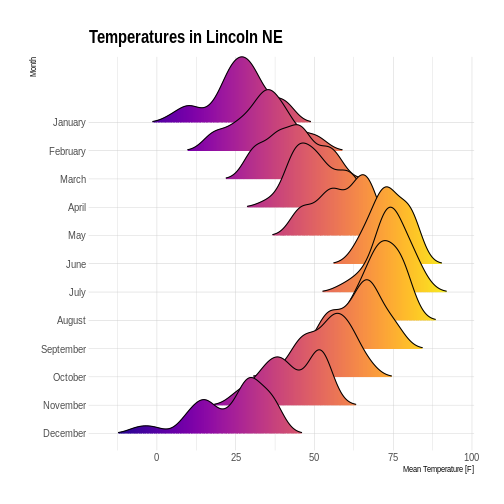 Temperatures in Lincoln NE
Month
January
February
March
April
May
June
July
August
September
October
November
December
0 25 50 75 100
Mean Temperature [F]